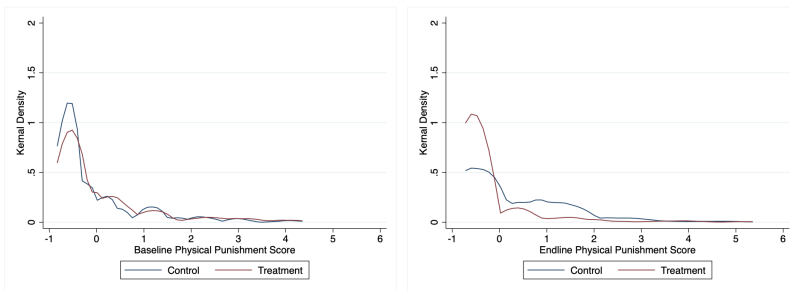 2
1.5
1
.5
0
Kernal Density
-1 0 1 2 3 4 5 6
Baseline Physical Punishment Score
Control Treatment
2
1.5
1
.5
0
Kernal Density
-1 0 1 2 3 4 5 6
Endline Physical Punishment Score
Control Treatment